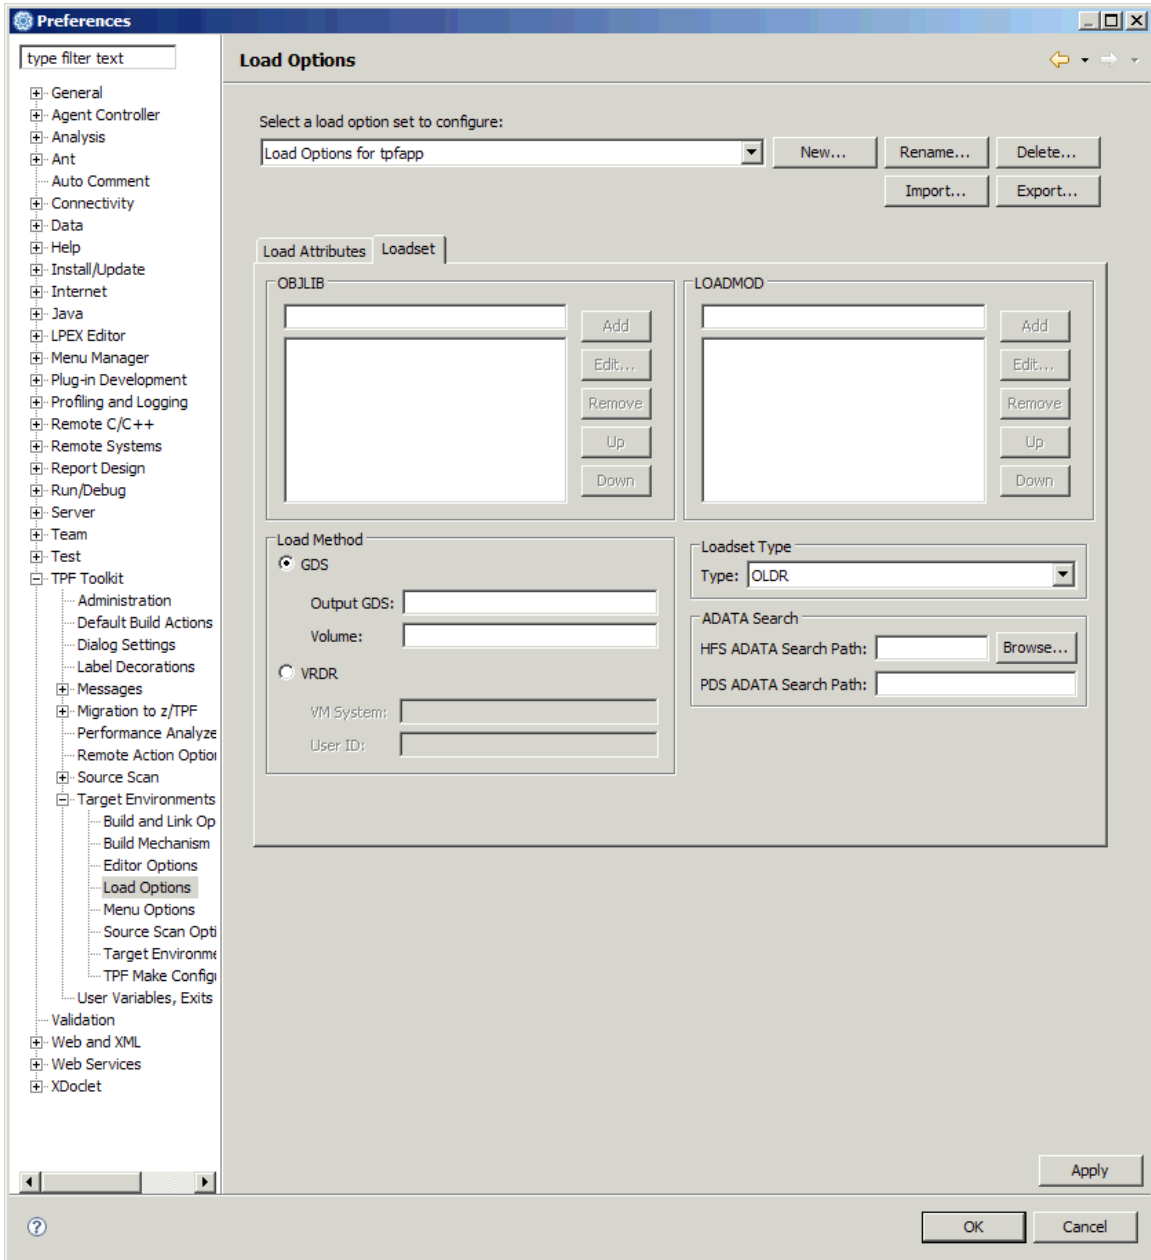 Preferences
type filter text
General
Agent Controller
Analysis
Ant
Auto Comment
Connectivity
Data
Help
Install/Update
Internet
Java
LPEX Editor
Menu Manager
Plug-in Development
Profiling and Logging
Remote C/C++
Remote Systems
Report Design
Run/Debug
Server
Team
Test
TPF Toolkit
Administration
Default Build Actions
Dialog Settings
Label Decorations
Messages
Migration to z/TPF
Performance Analyze
Remote Action Option
Source Scan
Target Environments
Build and Link Op
Build Mechanism
Editor Options
Load Options
Menu Options
Source Scan Opti
Target Environme
TPF Make Configu
User Variables, Exits
Validation
Web and XML
Web Services
XDoclet
Load Options
Select a load option set to configure:
Load Options for tpfapp
New... Rename... Delete...
Import... Export...
Load Attributes Loadset
OBJLIB
Add
Edit...
Remove
Up
Down
LOADMOD
Add
Edit...
Remove
Up
Down
Load Method
GDS
Output GDS:
Volume:
VRDR
VM System:
User ID:
Loadset Type
Type: OLDR
ADATA Search
HFS ADATA Search Path: Browse...
PDS ADATA Search Path:
Apply
OK Cancel